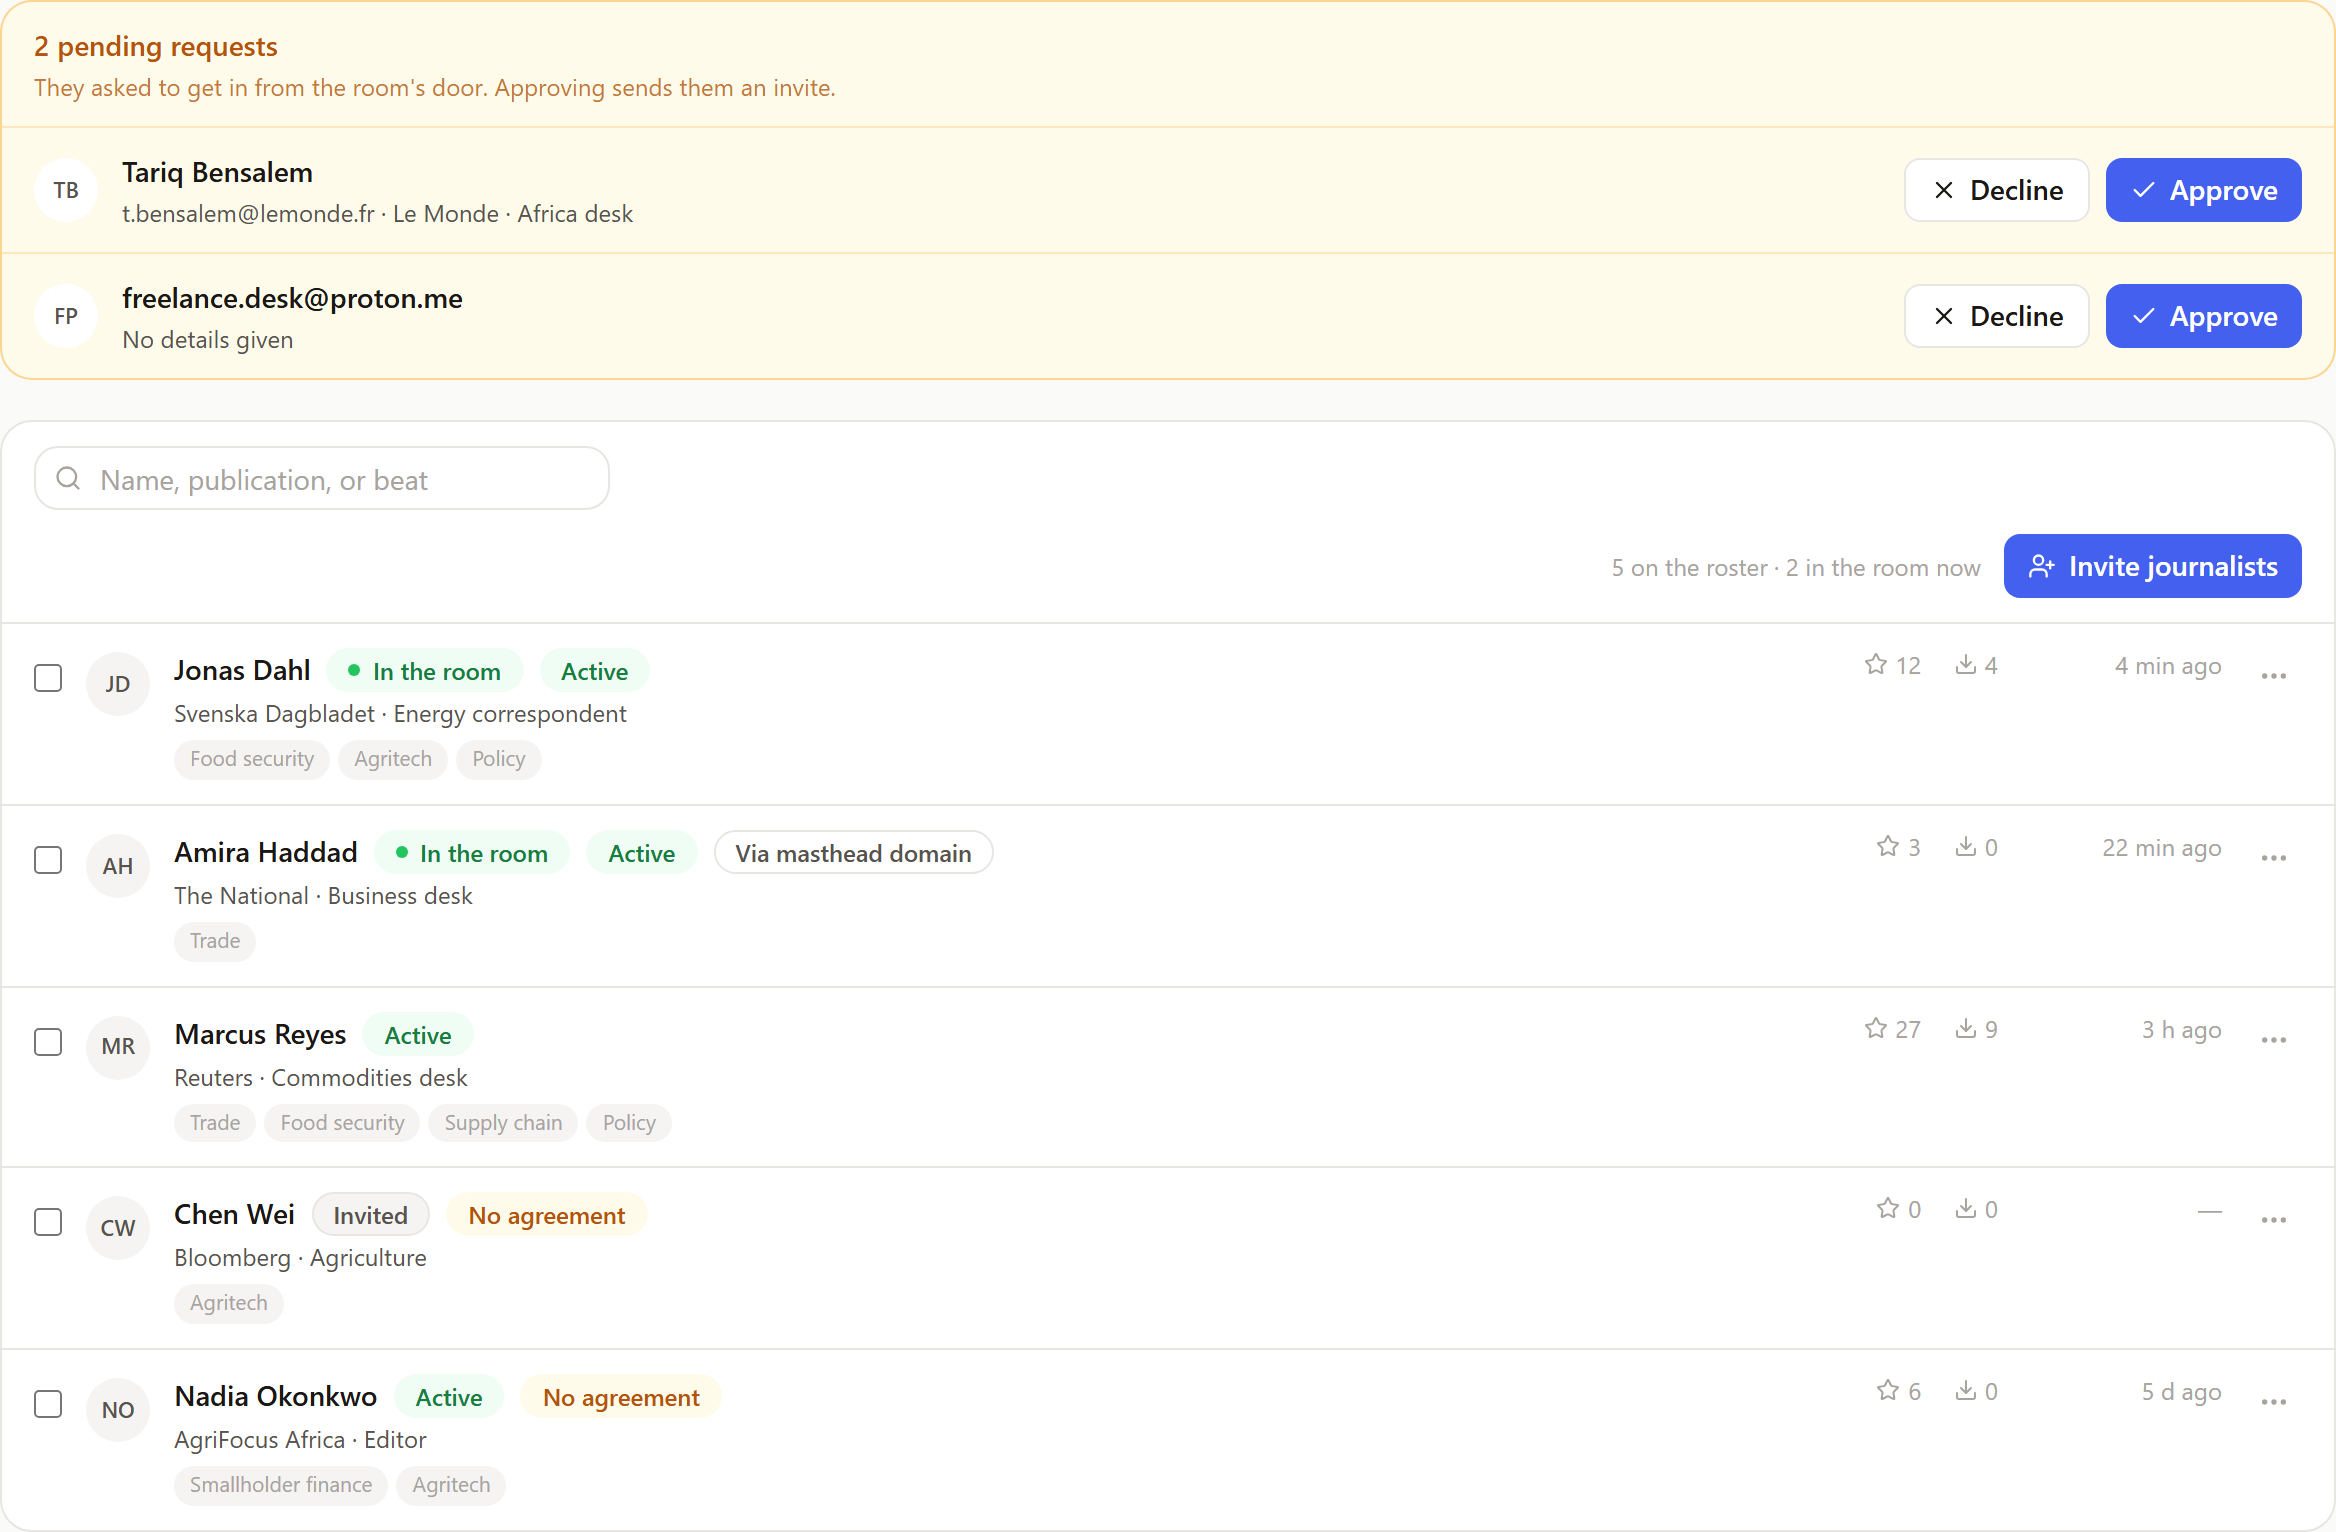 2 pending requests
They asked to get in from the room's door. Approving sends them an invite.
TB
Tariq Bensalem
t.bensalem@lemonde.fr · Le Monde · Africa desk
Decline
Approve
FP
freelance.desk@proton.me
No details given
Decline
Approve
Name, publication, or beat
5 on the roster · 2 in the room now
Invite journalists
JD
Jonas Dahl In the room Active
Svenska Dagbladet · Energy correspondent
Food security Agritech Policy
12 4 4 min ago
AH
Amira Haddad In the room Active Via masthead domain
The National · Business desk
Trade
3 0 22 min ago
MR
Marcus Reyes Active
Reuters · Commodities desk
Trade Food security Supply chain Policy
27 9 3 h ago
CW
Chen Wei Invited No agreement
Bloomberg · Agriculture
Agritech
0 0 —
NO
Nadia Okonkwo Active No agreement
AgriFocus Africa · Editor
Smallholder finance Agritech
6 0 5 d ago